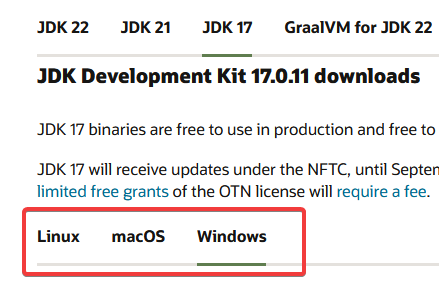 JDK 22 JDK 21 JDK 17 GraalVM for JDK 22
JDK Development Kit 17.0.11 downloads
JDK 17 binaries are free to use in production and free to
JDK 17 will receive updates under the NFTC, until Septem
limited free grants of the OTN license will require a fee.
Linux macOS Windows